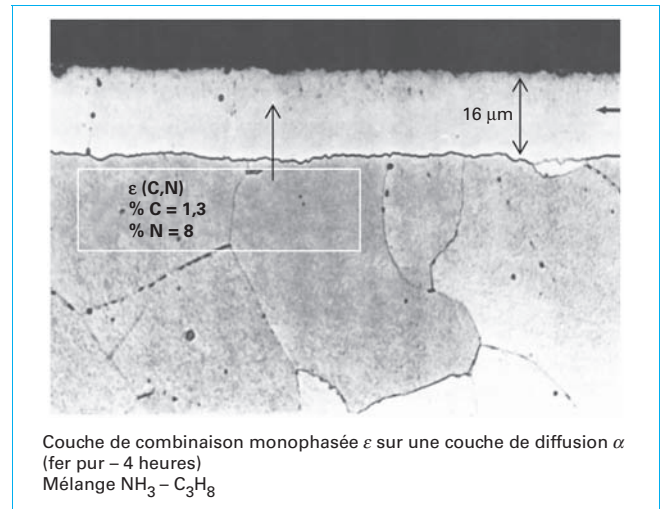 16 µm
ε (C,N)
% C = 1,3
% N = 8
Couche de combinaison monophasée ε sur une couche de diffusion α
(fer pur – 4 heures)
Mélange NH₃ – C₃H₈